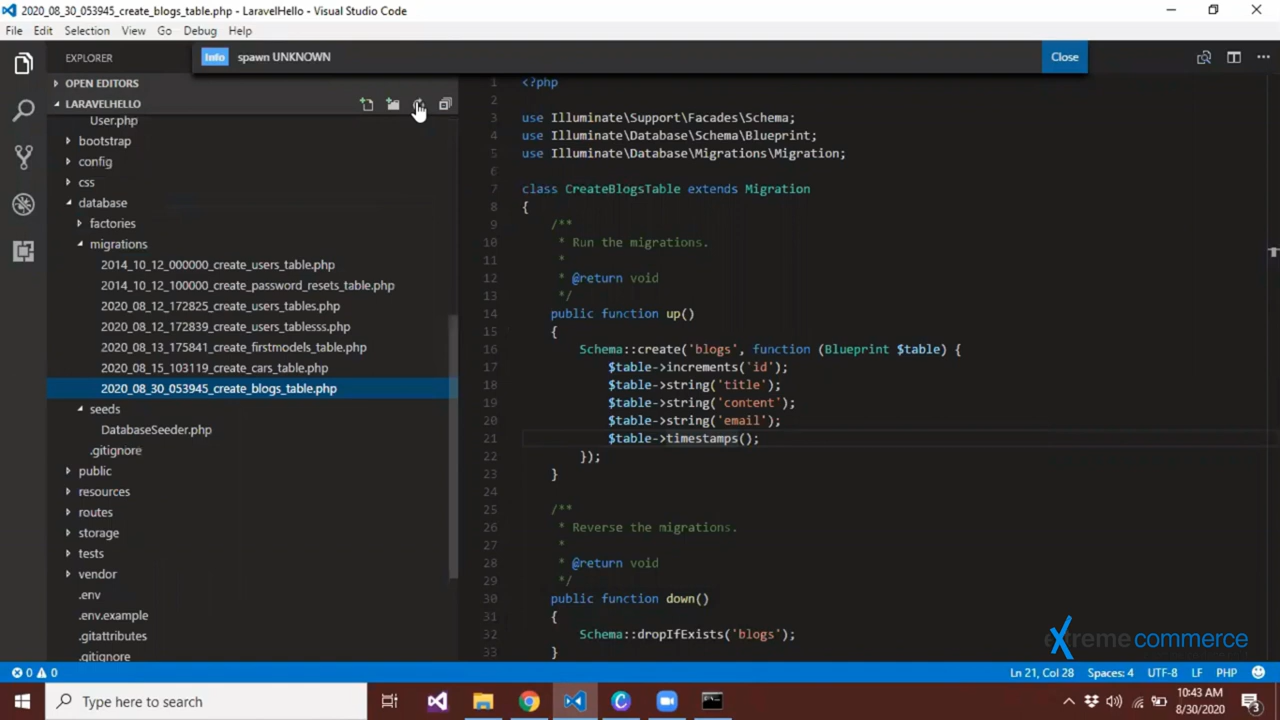 2020_08_30_053945_create_blogs_table.php - LaravelHello - Visual Studio Code
File Edit Selection View Go Debug Help
EXPLORER
Info spawn UNKNOWN Close
OPEN EDITORS
LARAVELHELLO
User.php
bootstrap
config
css
database
factories
migrations
2014_10_12_000000_create_users_table.php
2014_10_12_100000_create_password_resets_table.php
2020_08_12_172825_create_users_tables.php
2020_08_12_172839_create_users_tablesss.php
2020_08_13_175841_create_firstmodels_table.php
2020_08_15_103119_create_cars_table.php
2020_08_30_053945_create_blogs_table.php
seeds
DatabaseSeeder.php
.gitignore
public
resources
routes
storage
tests
vendor
.env
.env.example
.gitattributes
.gitignore
1 <?php
2
3 use Illuminate\Support\Facades\Schema;
4 use Illuminate\Database\Schema\Blueprint;
5 use Illuminate\Database\Migrations\Migration;
6
7 class CreateBlogsTable extends Migration
8 {
9 /**
10 * Run the migrations.
11 *
12 * @return void
13 */
14 public function up()
15 {
16 Schema::create('blogs', function (Blueprint $table) {
17 $table->increments('id');
18 $table->string('title');
19 $table->string('content');
20 $table->string('email');
21 $table->timestamps();
22 });
23 }
24
25 /**
26 * Reverse the migrations.
27 *
28 * @return void
29 */
30 public function down()
31 {
32 Schema::dropIfExists('blogs');
33 }
extreme commerce
0 0
Ln 21, Col 28 Spaces: 4 UTF-8 LF PHP
Type here to search
10:43 AM
8/30/2020
3